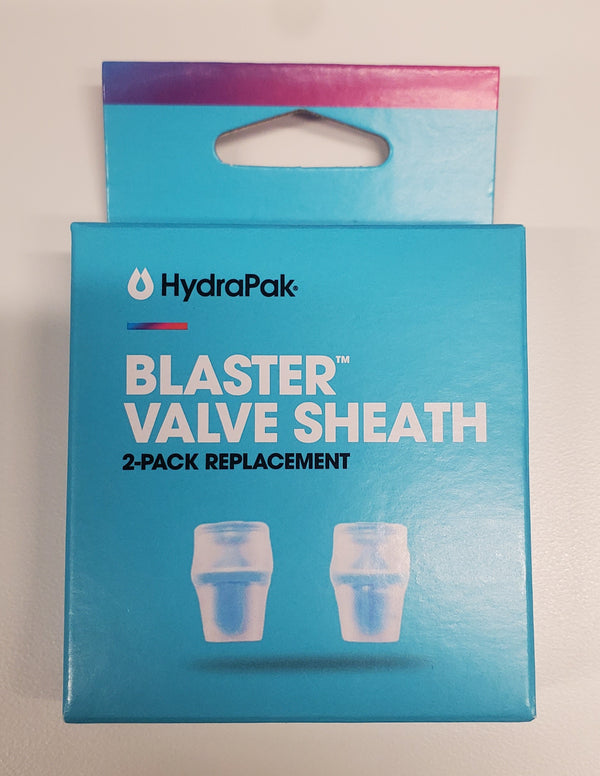 HydraPak®
BLASTER™
VALVE SHEATH
2-PACK REPLACEMENT